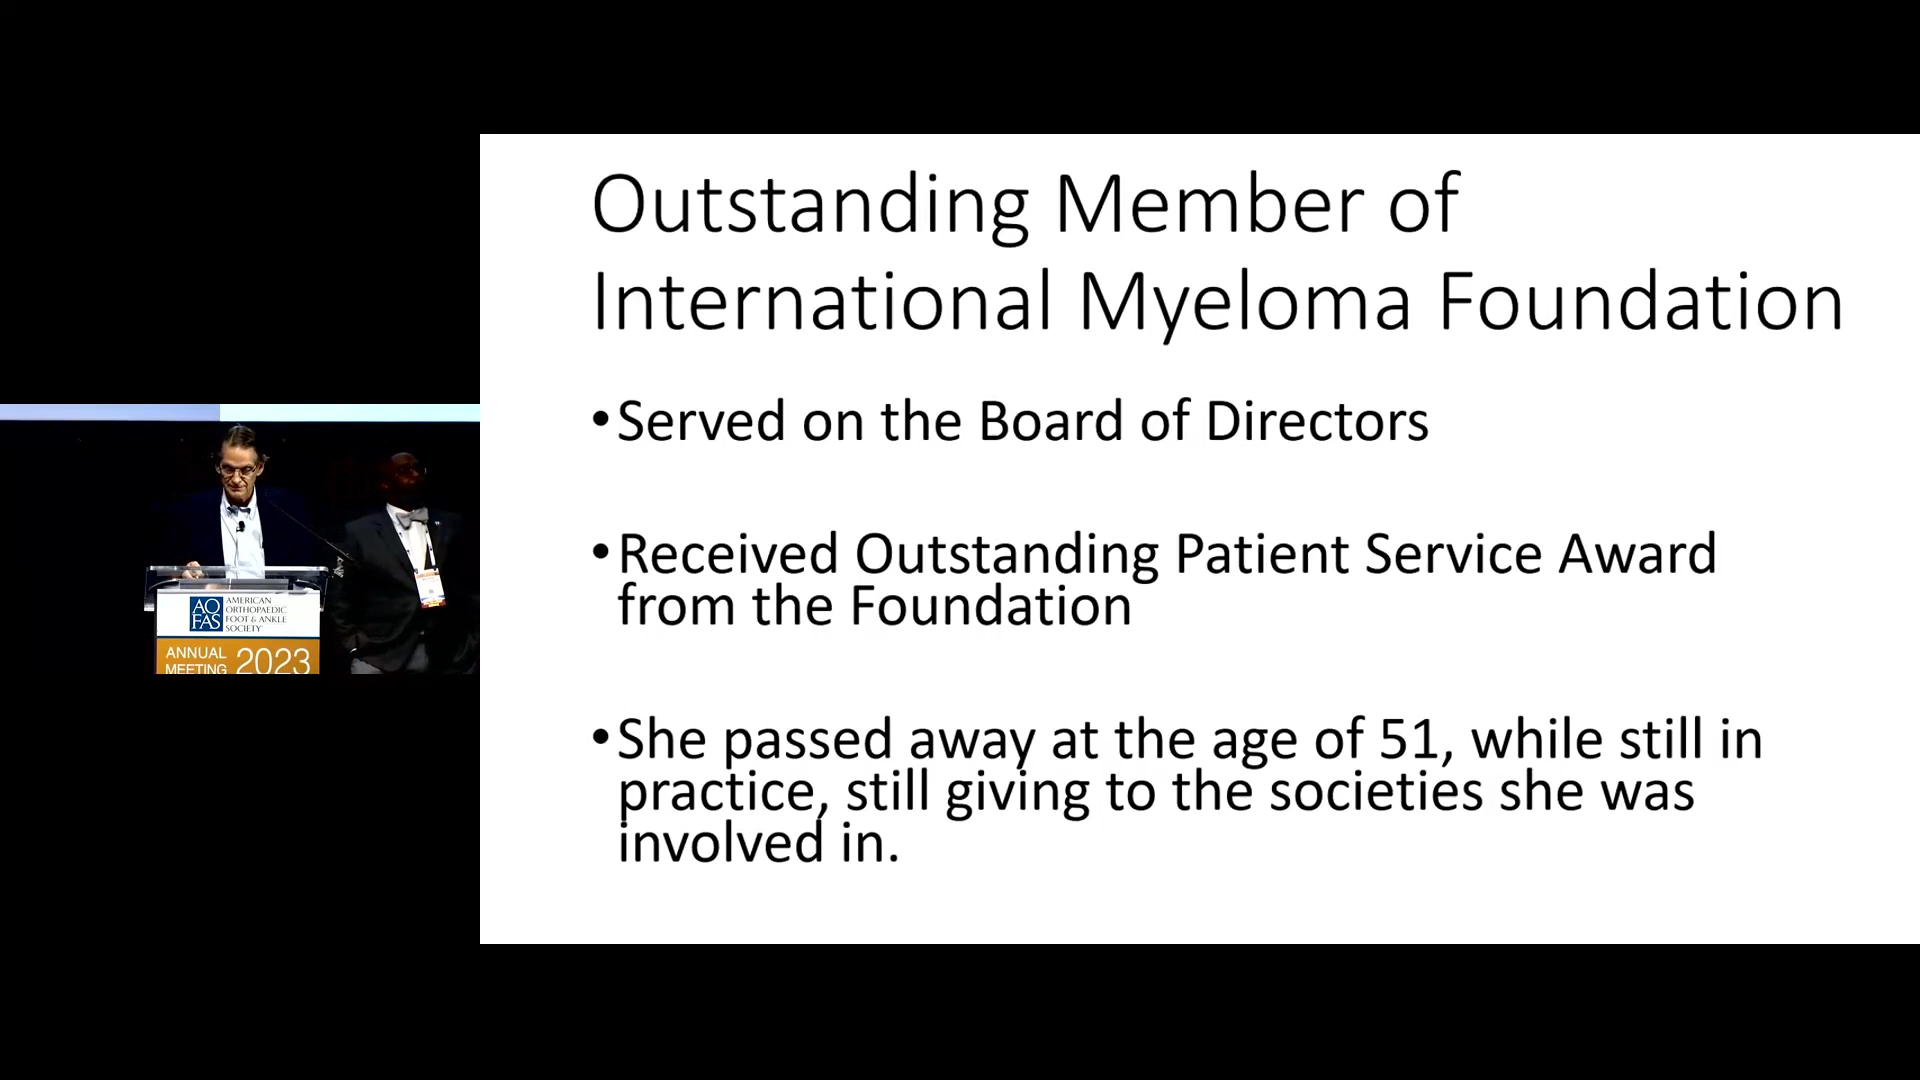 Outstanding Member of
International Myeloma Foundation
•Served on the Board of Directors
•Received Outstanding Patient Service Award
from the Foundation
•She passed away at the age of 51, while still in
practice, still giving to the societies she was
involved in.
AO
FAS
AMERICAN
ORTHOPAEDIC
FOOT & ANKLE
SOCIETY
ANNUAL
MEETING 2023